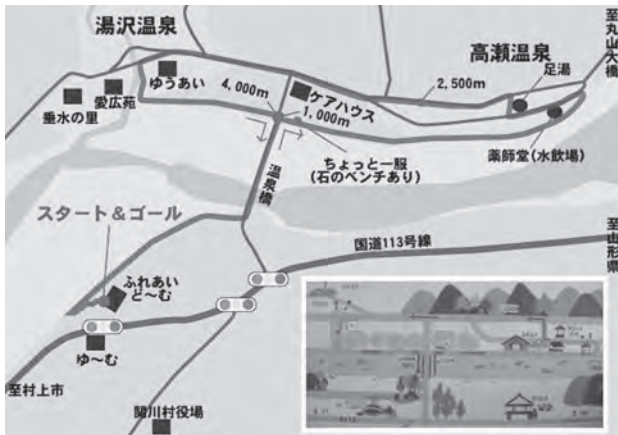 湯沢温泉
至丸山大橋
高瀬温泉
足湯
ゆうあい
4,000m
2,500m
愛広苑
ケアハウス
垂水の里
1,000m
薬師堂(水飲場)
ちょっと一服
(石のベンチあり)
温泉橋
スタート&ゴール
至山形県
国道113号線
ふれあい
ど〜む
ゆ〜む
至村上市
関川村役場